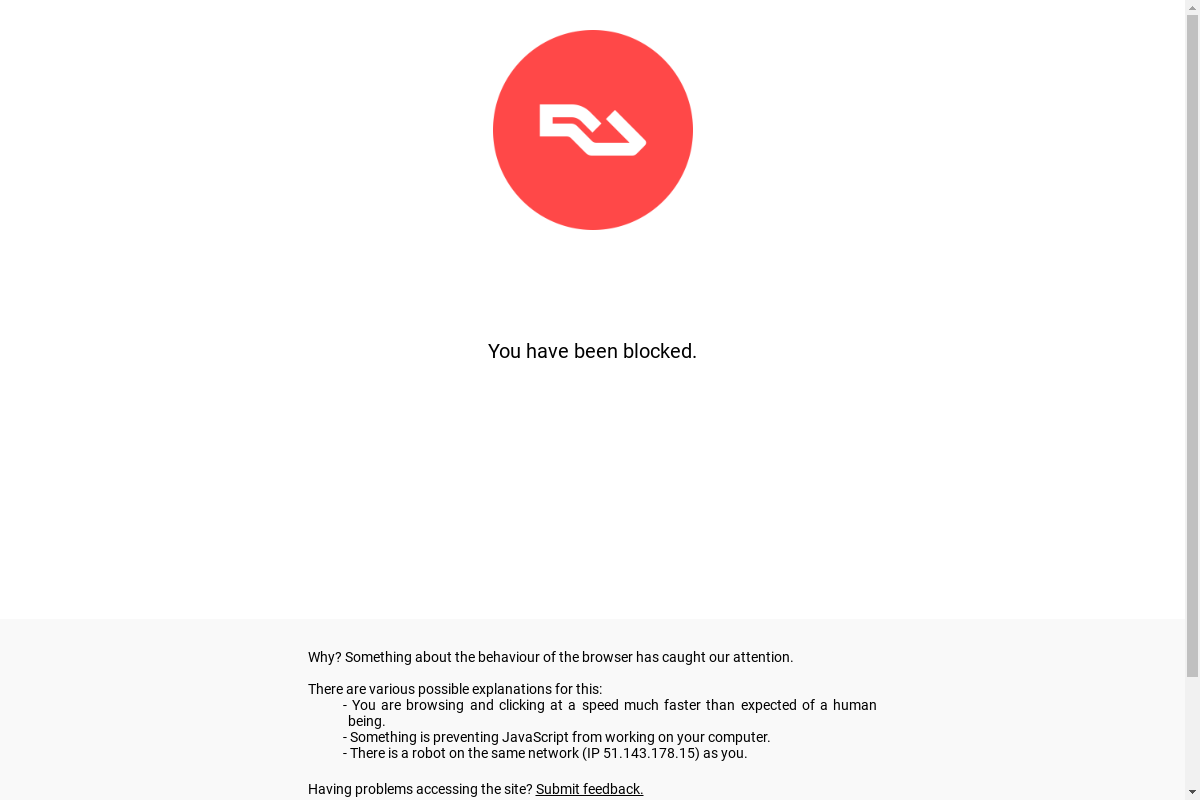 You have been blocked.
Why? Something about the behaviour of the browser has caught our attention.
There are various possible explanations for this:
- You are browsing and clicking at a speed much faster than expected of a human
being.
- Something is preventing JavaScript from working on your computer.
- There is a robot on the same network (IP 51.143.178.15) as you.
Having problems accessing the site? Submit feedback.